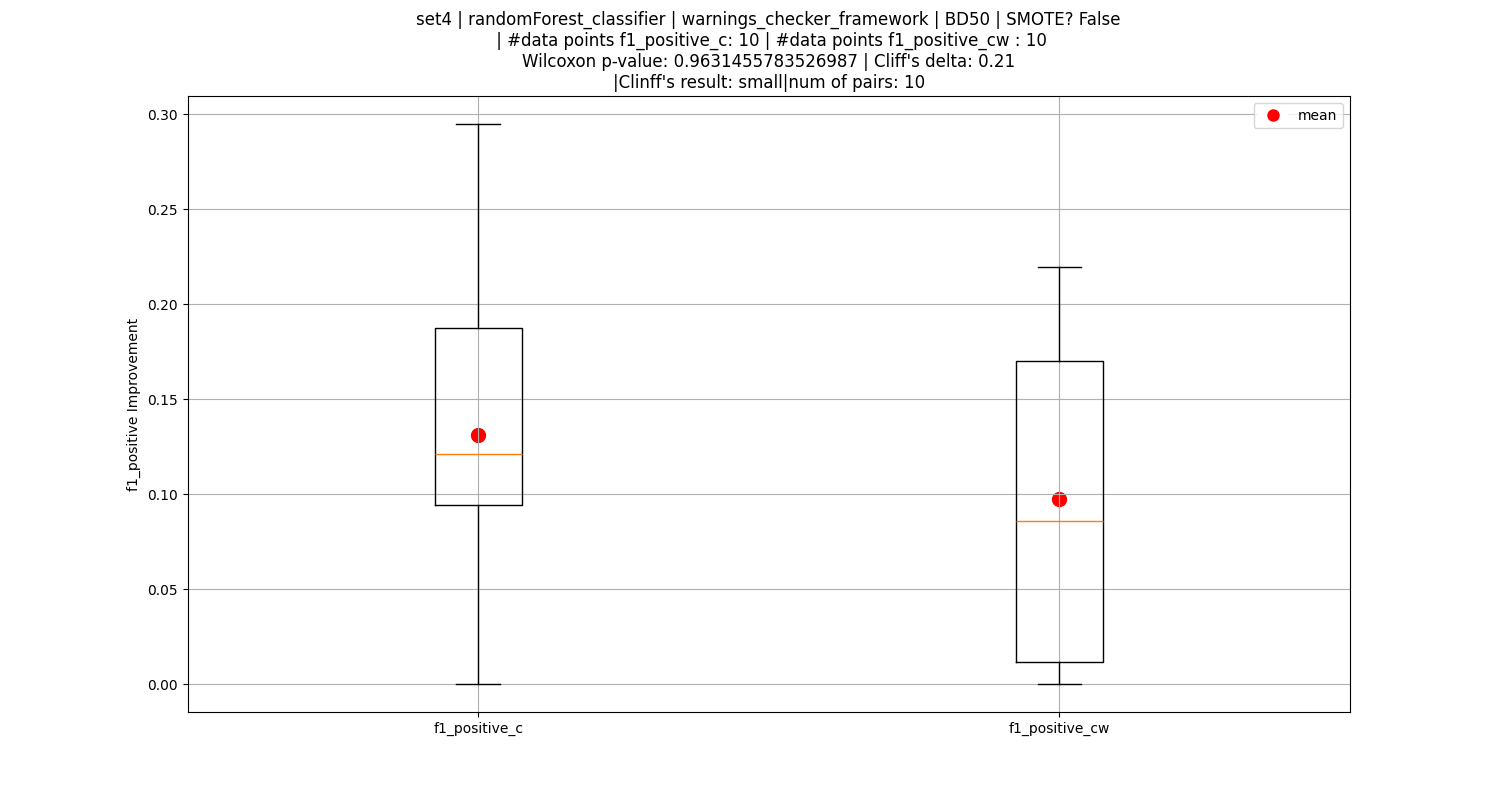 set4 | randomForest_classifier | warnings_checker_framework | BD50 | SMOTE? False
| #data points f1_positive_c: 10 | #data points f1_positive_cw : 10
Wilcoxon p-value: 0.9631455783526987 | Cliff's delta: 0.21
|Clinff's result: small|num of pairs: 10
mean
0.30
0.25
0.20
0.15
0.10
0.05
0.00
f1_positive Improvement
f1_positive_c
f1_positive_cw